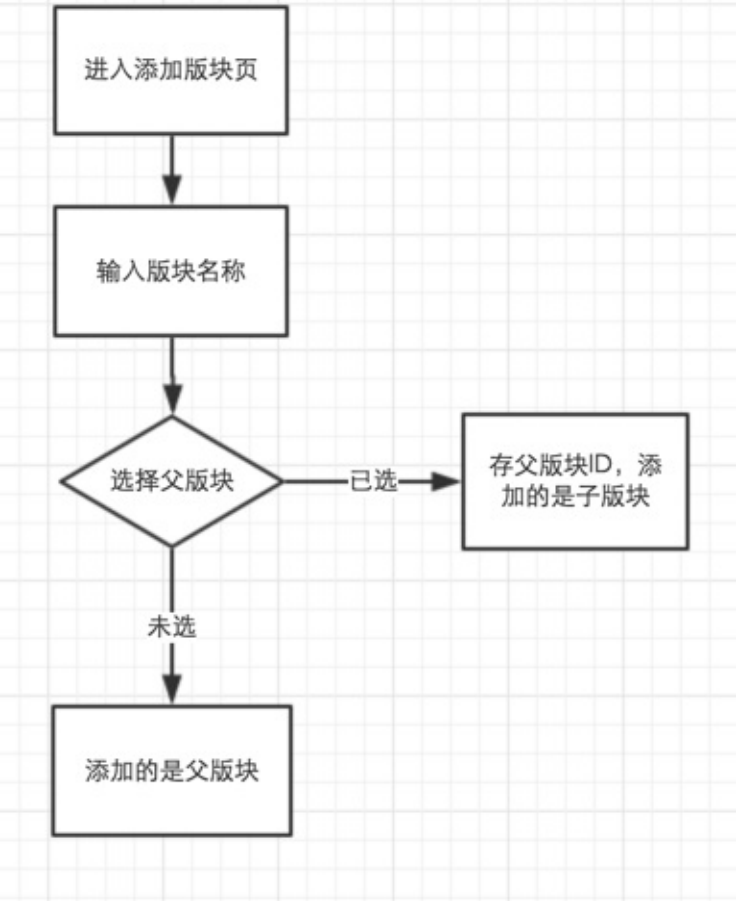 进入添加版块页
输入版块名称
选择父版块
已选
存父版块ID，添
加的是子版块
未选
添加的是父版块